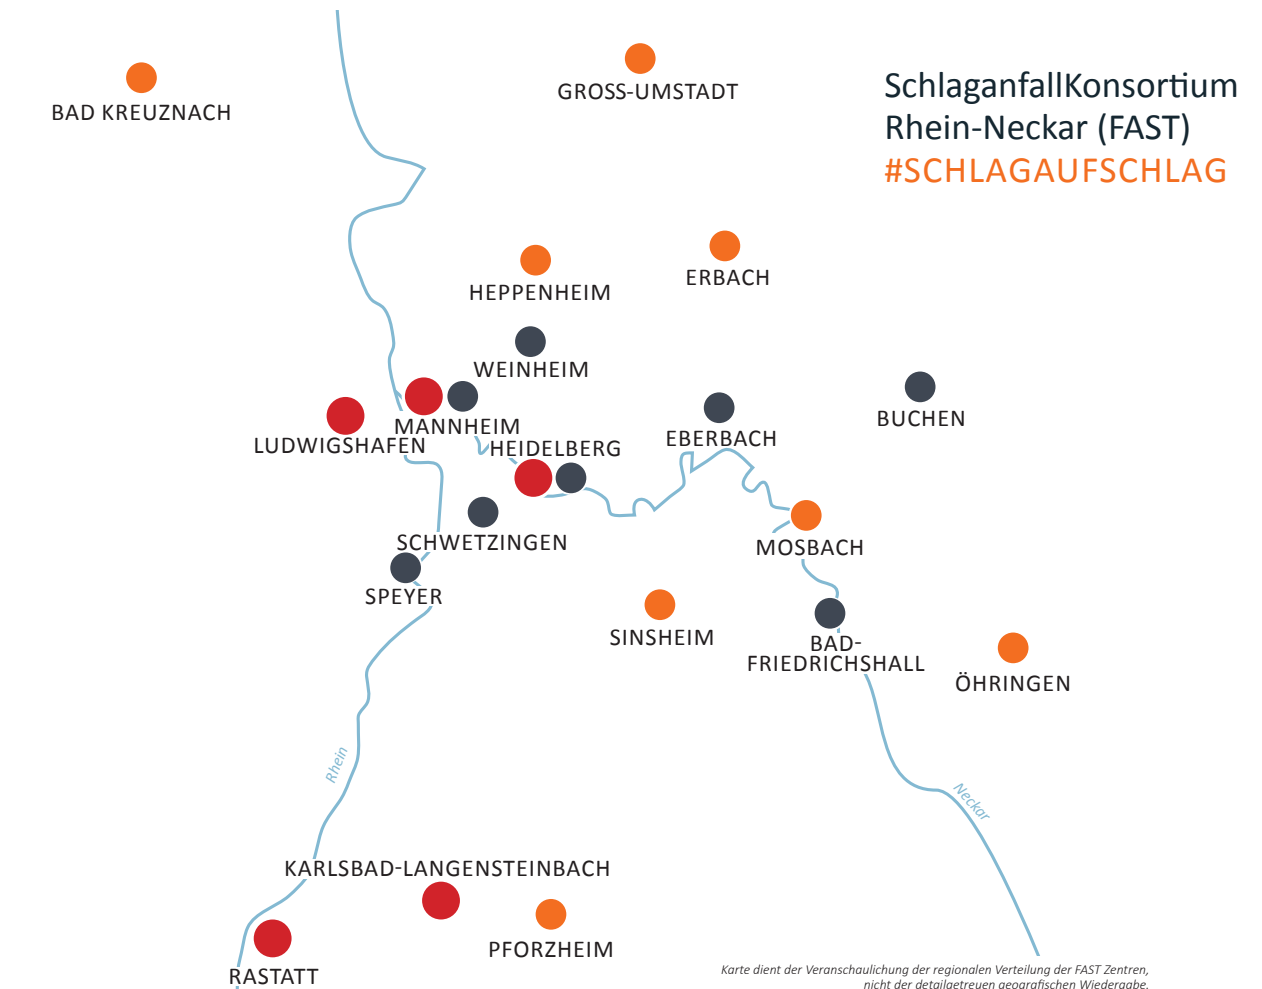 SchlaganfallKonsortium
Rhein-Neckar (FAST)
#SCHLAGAUFSCHLAG
BAD KREUZNACH
GROSS-UMSTADT
HEPPENHEIM
ERBACH
WEINHEIM
MANNHEIM
LUDWIGSHAFEN
HEIDELBERG
EBERBACH
BUCHEN
SCHWETZINGEN
MOSBACH
SPEYER
SINSHEIM
BAD-
FRIEDRICHSHALL
ÖHRINGEN
Rhein
Neckar
KARLSBAD-LANGENSTEINBACH
PFORZHEIM
RASTATT
Karte dient der Veranschaulichung der regionalen Verteilung der FAST Zentren,
nicht der detailgetreuen geografischen Wiedergabe.